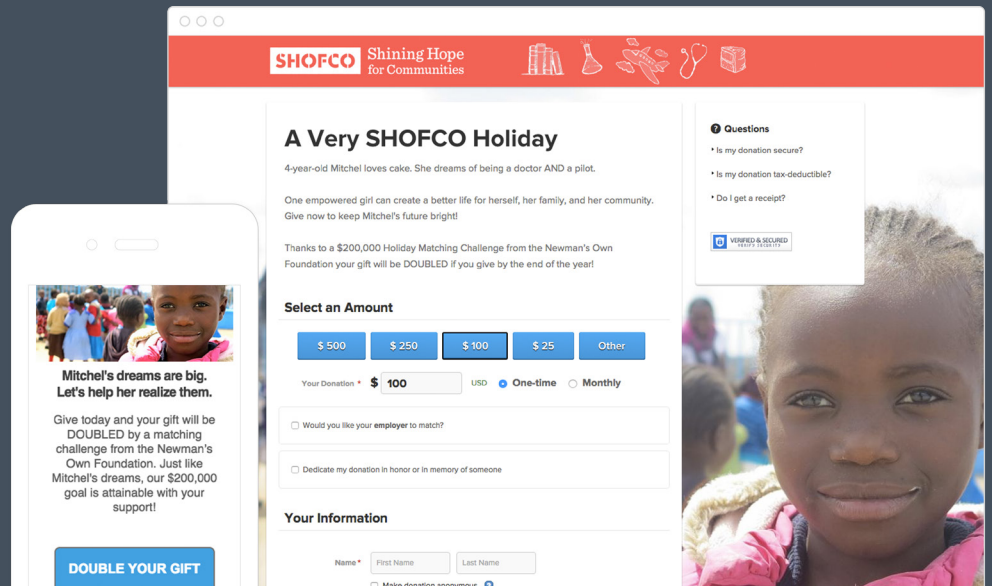 SHOFCO
Shining Hope
for Communities
A Very SHOFCO Holiday
4-year-old Mitchel loves cake. She dreams of being a doctor AND a pilot.
One empowered girl can create a better life for herself, her family, and her community.
Give now to keep Mitchel's future bright!
Thanks to a $200,000 Holiday Matching Challenge from the Newman's Own
Foundation your gift will be DOUBLED if you give by the end of the year!
Select an Amount
$ 500 $ 250 $ 100 $ 25 Other
Your Donation * $ 100 USD One-time Monthly
Would you like your employer to match?
Dedicate my donation in honor or in memory of someone
Your Information
Name * First Name Last Name
Make donation anonymous ?
? Questions
Is my donation secure?
Is my donation tax-deductible?
Do I get a receipt?
VERIFIED & SECURED
Mitchel's dreams are big.
Let's help her realize them.
Give today and your gift will be
DOUBLED by a matching
challenge from the Newman's
Own Foundation. Just like
Mitchel's dreams, our $200,000
goal is attainable with your
support!
DOUBLE YOUR GIFT